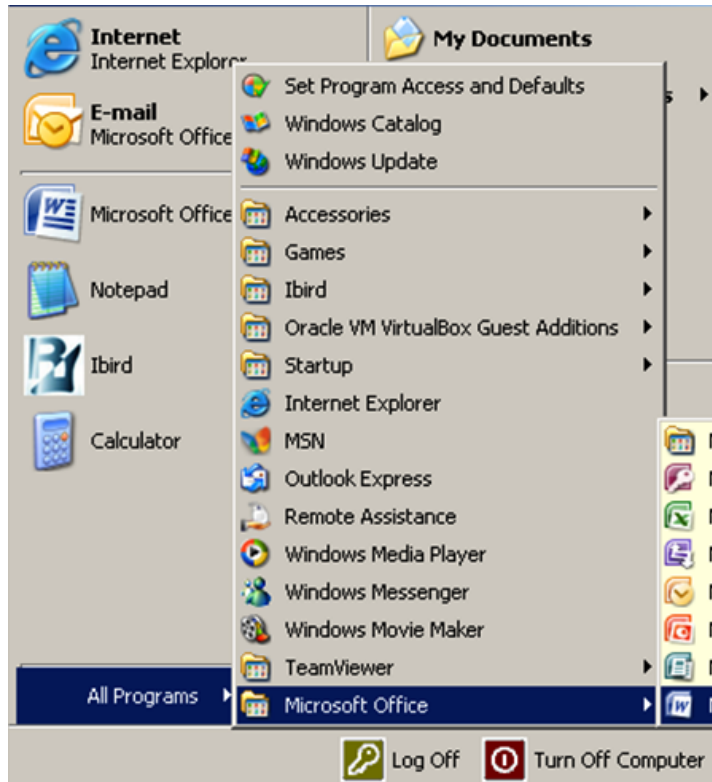 Internet
Internet Explorer
E-mail
Microsoft Office
Microsoft Office
Notepad
Ibird
Calculator
All Programs
My Documents
s
Set Program Access and Defaults
Windows Catalog
Windows Update
Accessories
Games
Ibird
Oracle VM VirtualBox Guest Additions
Startup
Internet Explorer
MSN
Outlook Express
Remote Assistance
Windows Media Player
Windows Messenger
Windows Movie Maker
TeamViewer
Microsoft Office
Log Off
Turn Off Computer